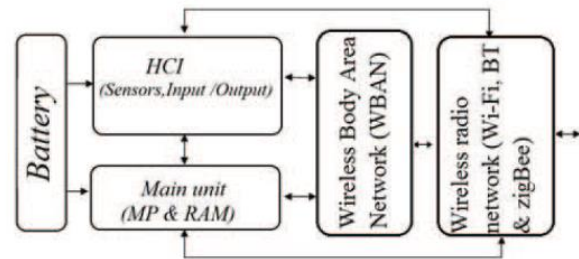 Battery
HCI
(Sensors,Input /Output)
Main unit
(MP & RAM)
Wireless Body Area
Network (WBAN)
Wireless radio
network (Wi-Fi, BT
& zigBee)